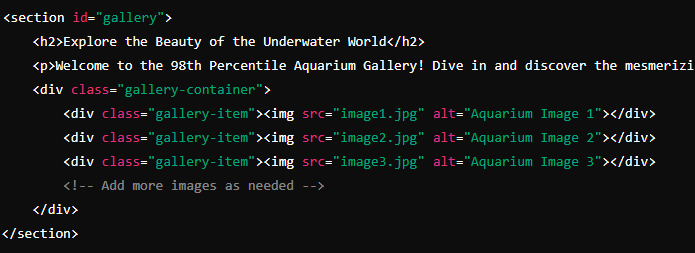 <section id="gallery">
<h2>Explore the Beauty of the Underwater World</h2>
<p>Welcome to the 98th Percentile Aquarium Gallery! Dive in and discover the mesmerizi
<div class="gallery-container">
<div class="gallery-item"><img src="image1.jpg" alt="Aquarium Image 1"></div>
<div class="gallery-item"><img src="image2.jpg" alt="Aquarium Image 2"></div>
<div class="gallery-item"><img src="image3.jpg" alt="Aquarium Image 3"></div>
<!-- Add more images as needed -->
</div>
</section>